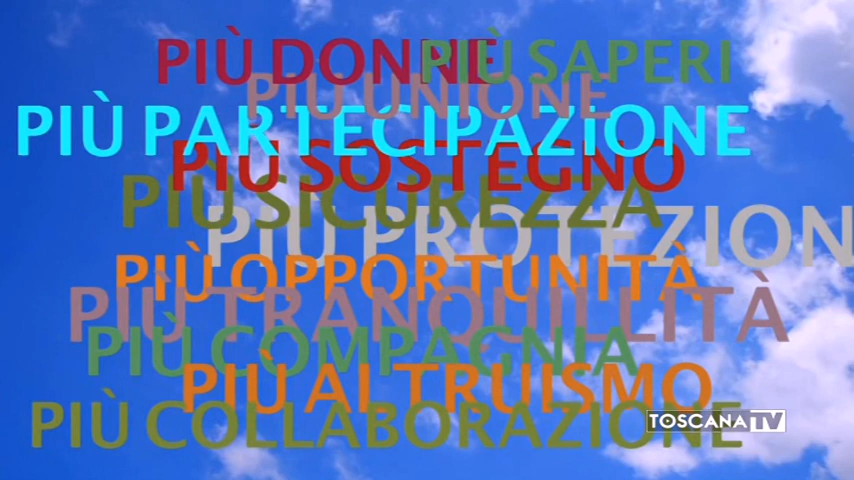 PIÙ DONNE
PIÙ SAPERI
PIÙ UNIONE
PIÙ PARTECIPAZIONE
PIÙ SOSTEGNO
PIÙ SICUREZZA
PIÙ PROTEZION
PIÙ OPPORTUNITÀ
PIÙ TRANQUILLITÀ
PIÙ COMPAGNIA
PIÙ ALTRUISMO
PIÙ COLLABORAZIONE
TOSCANA TV